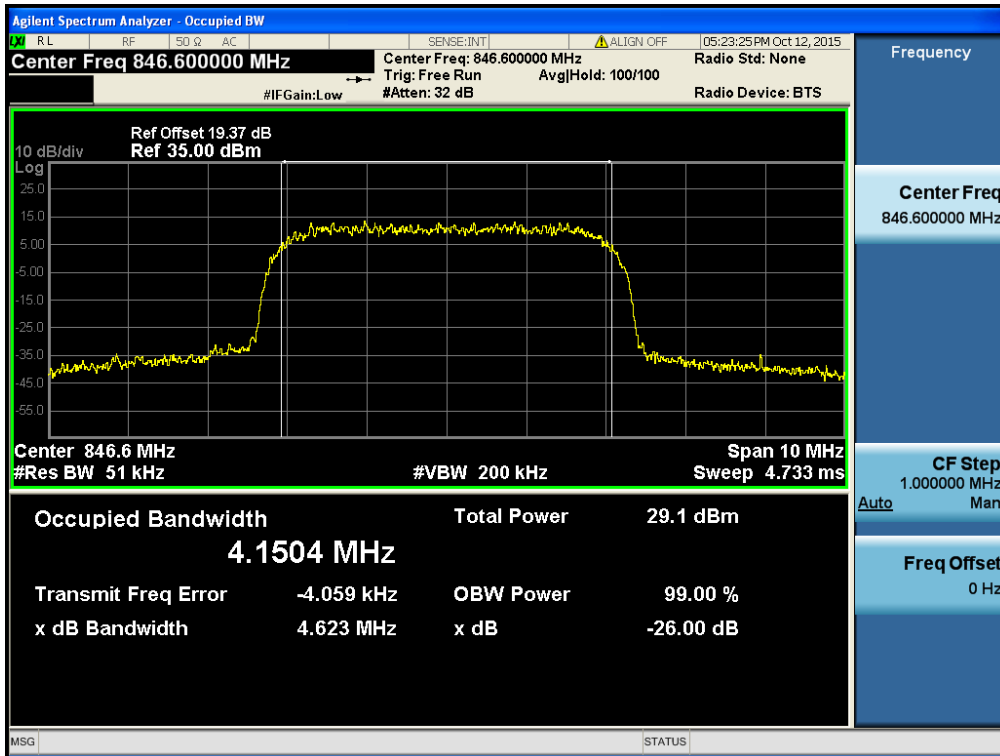 Agilent Spectrum Analyzer - Occupied BW
LXI RL RF 50 Ω AC SENSE:INT ALIGN OFF 05:23:25 PM Oct 12, 2015
Center Freq 846.600000 MHz
Center Freq: 846.600000 MHz
Radio Std: None
Trig: Free Run Avg|Hold: 100/100
#IFGain:Low
#Atten: 32 dB
Radio Device: BTS
Ref Offset 19.37 dB
10 dB/div Ref 35.00 dBm
Log
25.0
15.0
5.00
-5.00
-15.0
-25.0
-35.0
-45.0
-55.0
Center 846.6 MHz Span 10 MHz
#Res BW 51 kHz #VBW 200 kHz Sweep 4.733 ms
Occupied Bandwidth Total Power 29.1 dBm
4.1504 MHz
Transmit Freq Error -4.059 kHz OBW Power 99.00 %
x dB Bandwidth 4.623 MHz x dB -26.00 dB
Frequency
Center Freq
846.600000 MHz
CF Step
1.000000 MHz
Auto Man
Freq Offset
0 Hz
MSG STATUS